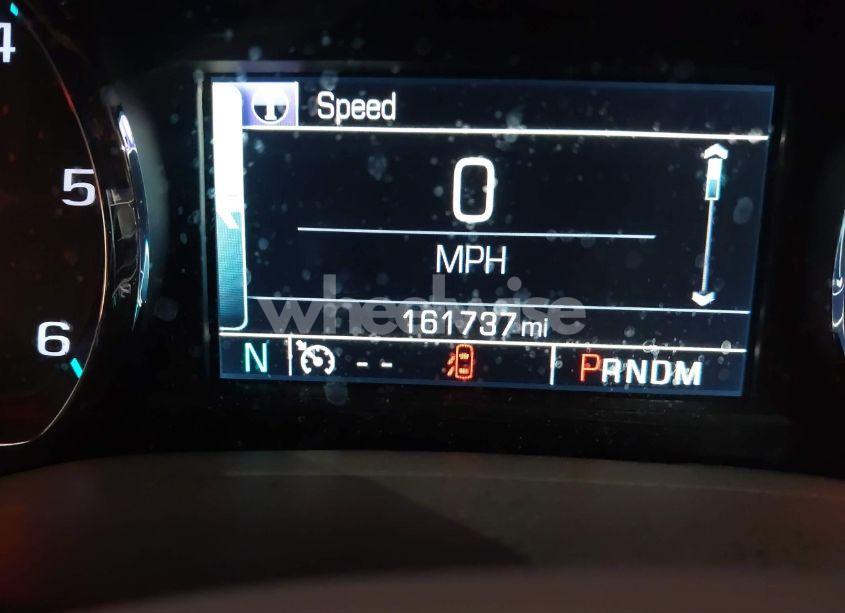 4
5
6
Speed
0
MPH
wheelwise
161737 mi
N -- PRNDM